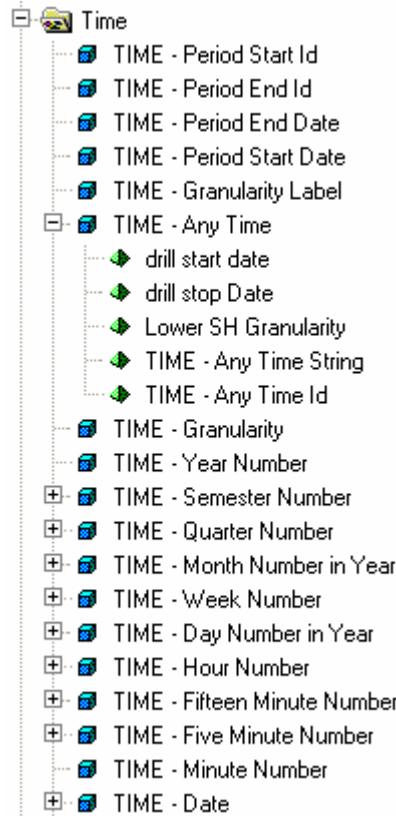 Time
TIME - Period Start Id
TIME - Period End Id
TIME - Period End Date
TIME - Period Start Date
TIME - Granularity Label
TIME - Any Time
drill start date
drill stop Date
Lower SH Granularity
TIME - Any Time String
TIME - Any Time Id
TIME - Granularity
TIME - Year Number
TIME - Semester Number
TIME - Quarter Number
TIME - Month Number in Year
TIME - Week Number
TIME - Day Number in Year
TIME - Hour Number
TIME - Fifteen Minute Number
TIME - Five Minute Number
TIME - Minute Number
TIME - Date